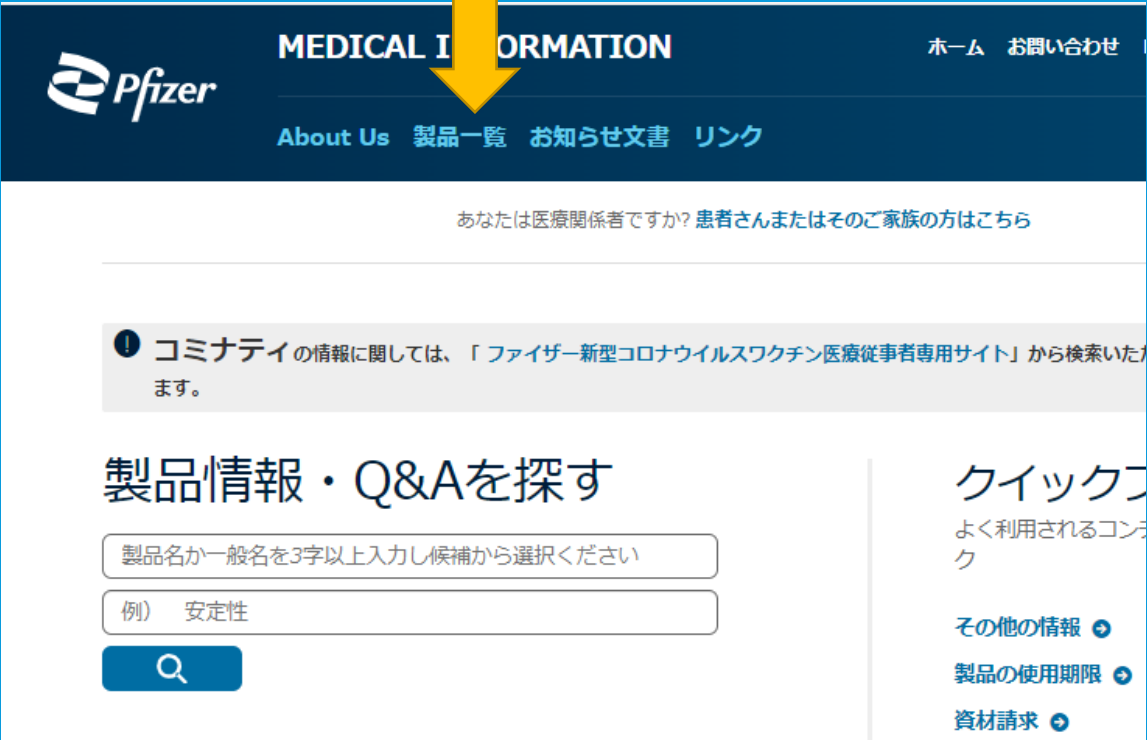 Pfizer
MEDICAL I ORMATION
ホーム お問い合わせ
About Us 製品一覧 お知らせ文書 リンク
あなたは医療関係者ですか? 患者さんまたはそのご家族の方はこちら
コミナティの情報に関しては、「 ファイザー新型コロナウイルスワクチン医療従事者専用サイト」から検索いた
ます。
製品情報・Q&Aを探す
製品名か一般名を3字以上入力し候補から選択ください
例） 安定性
クイック
よく利用されるコン
ク
その他の情報
製品の使用期限
資材請求